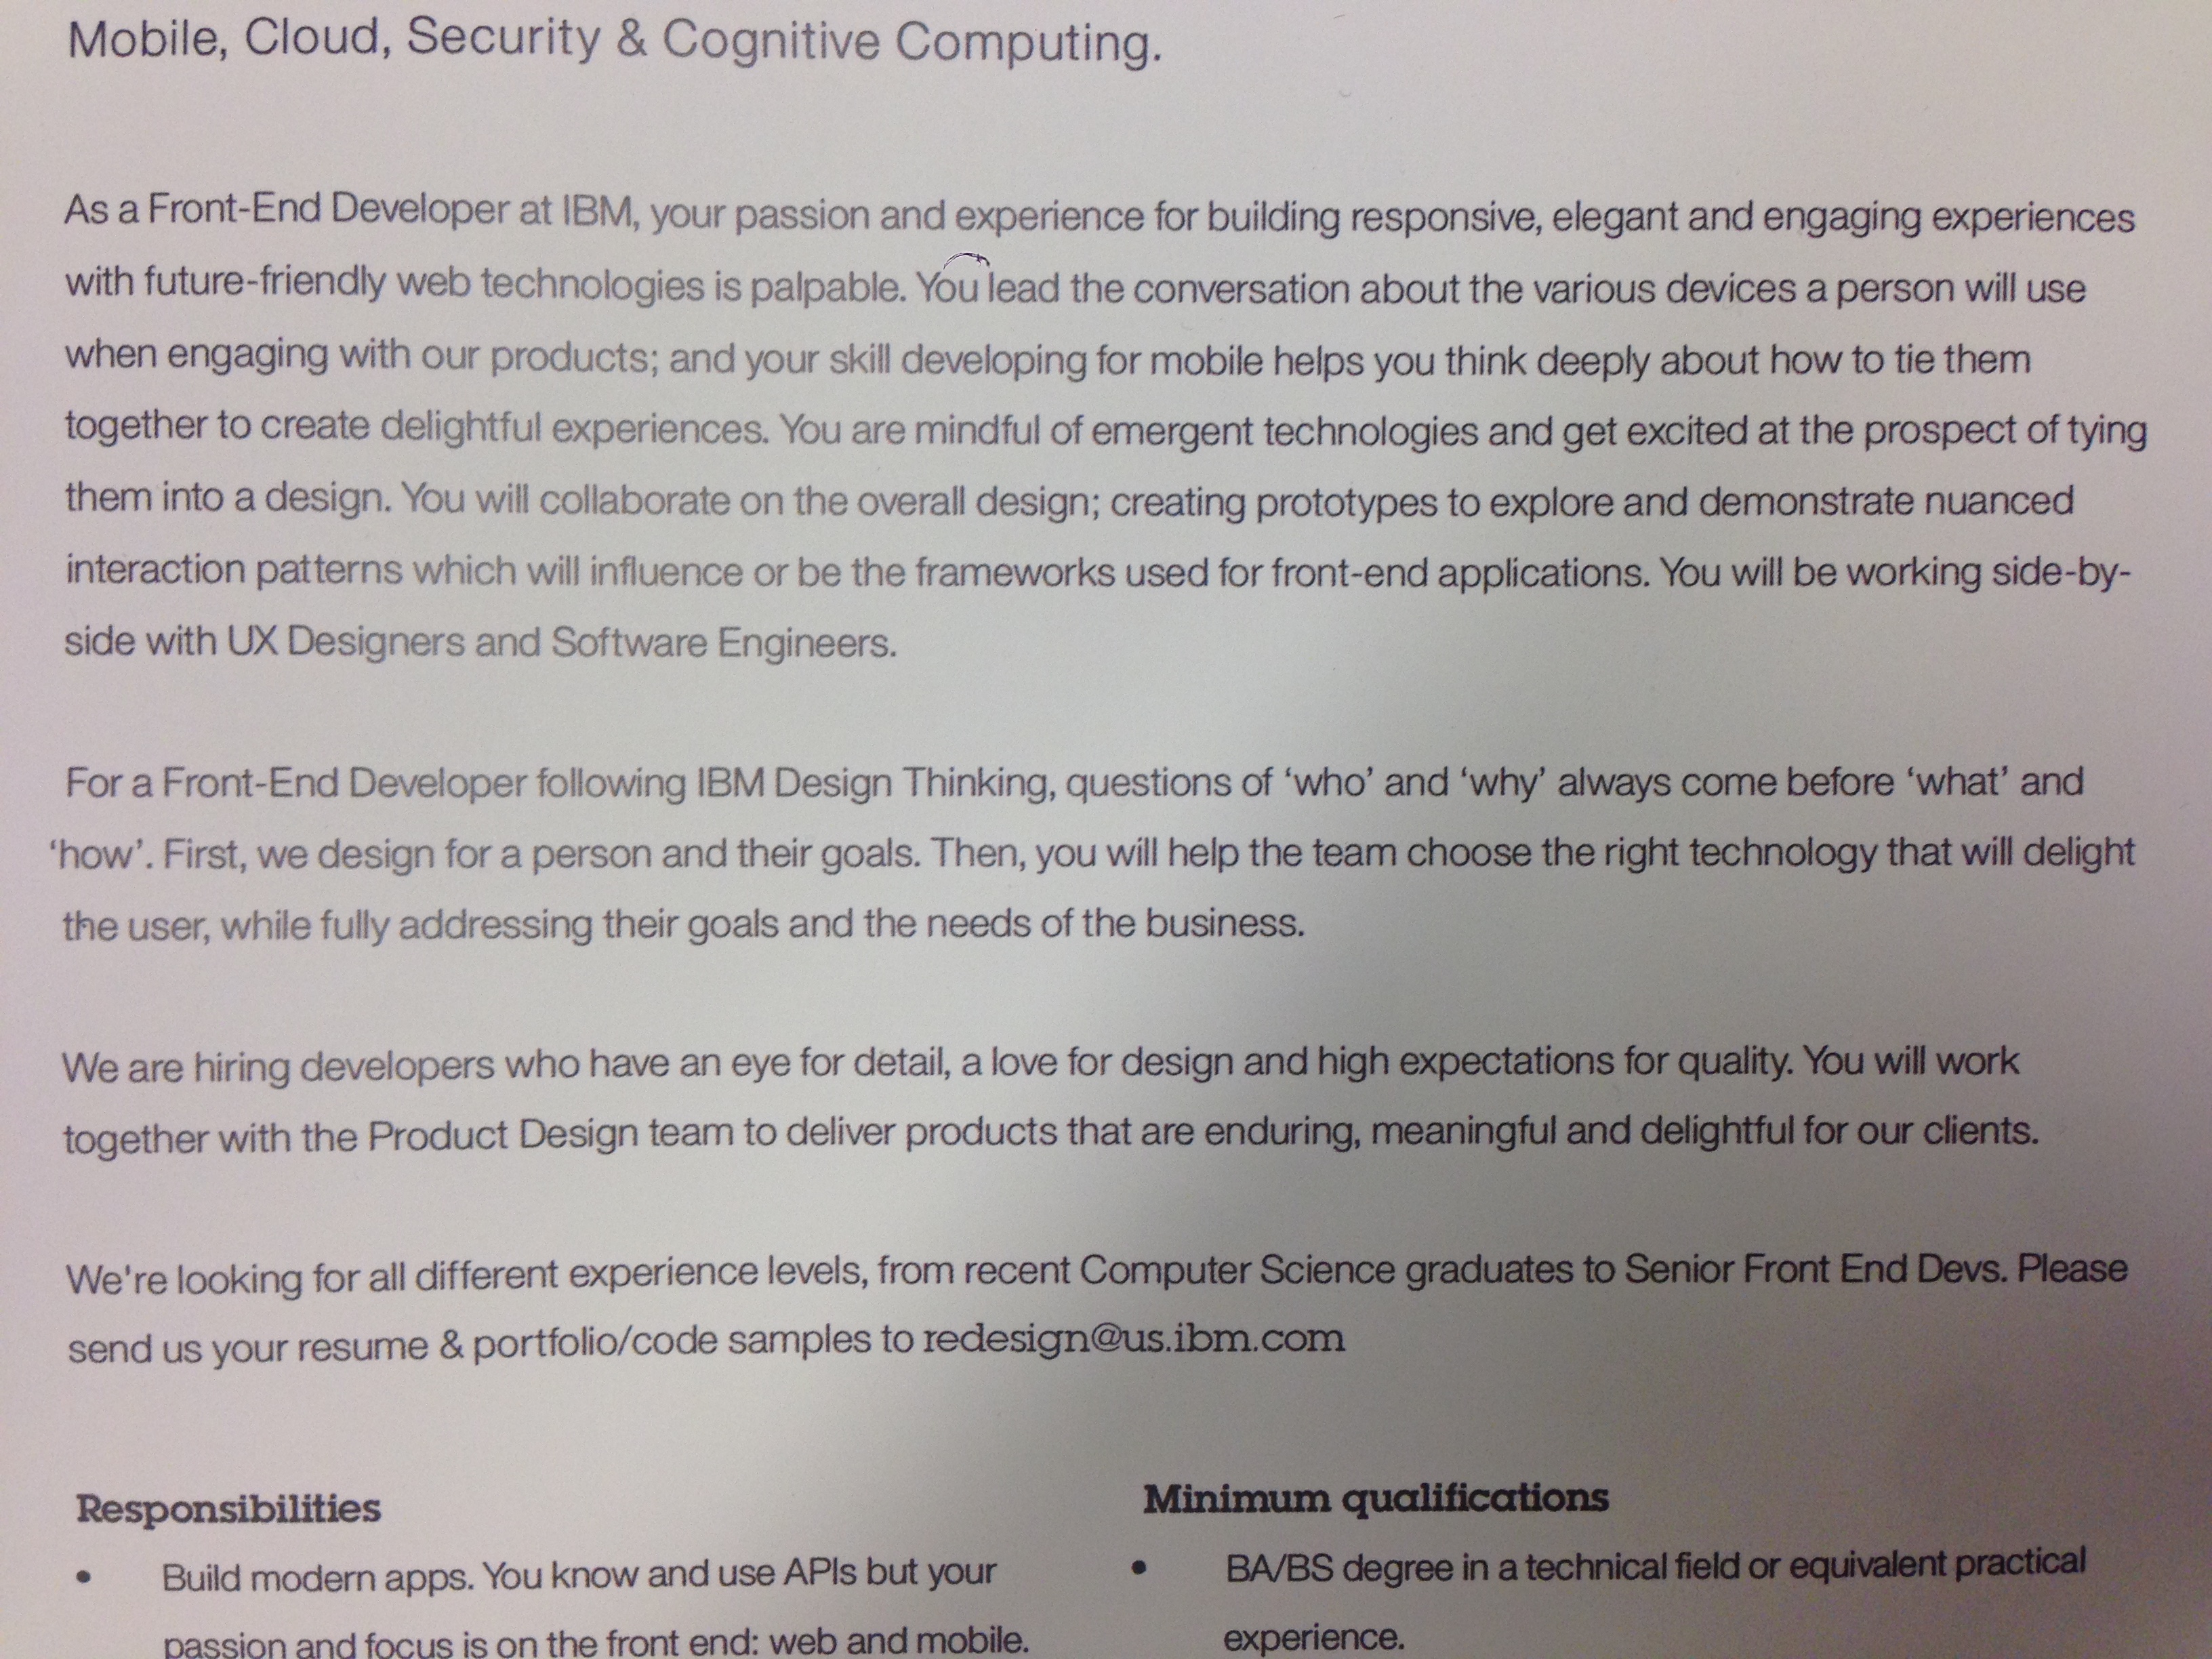 Mobile, Cloud, Security & Cognitive Computing.
As a Front-End Developer at IBM, your passion and experience for building responsive, elegant and engaging experiences
with future-friendly web technologies is palpable. You lead the conversation about the various devices a person will use
when engaging with our products; and your skill developing for mobile helps you think deeply about how to tie them
together to create delightful experiences. You are mindful of emergent technologies and get excited at the prospect of tying
them into a design. You will collaborate on the overall design; creating prototypes to explore and demonstrate nuanced
interaction patterns which will influence or be the frameworks used for front-end applications. You will be working side-by-
side with UX Designers and Software Engineers.
For a Front-End Developer following IBM Design Thinking, questions of ‘who’ and ‘why’ always come before ‘what’ and
‘how’. First, we design for a person and their goals. Then, you will help the team choose the right technology that will delight
the user, while fully addressing their goals and the needs of the business.
We are hiring developers who have an eye for detail, a love for design and high expectations for quality. You will work
together with the Product Design team to deliver products that are enduring, meaningful and delightful for our clients.
We're looking for all different experience levels, from recent Computer Science graduates to Senior Front End Devs. Please
send us your resume & portfolio/code samples to redesign@us.ibm.com
Responsibilities
• Build modern apps. You know and use APIs but your
passion and focus is on the front end: web and mobile.
Minimum qualifications
• BA/BS degree in a technical field or equivalent practical
experience.